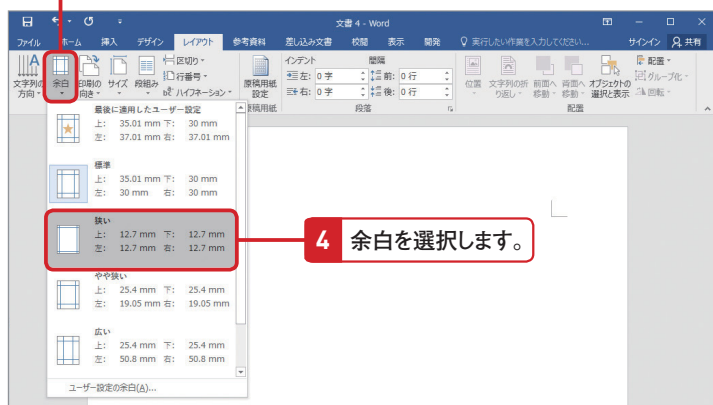 文書 4 - Word
ファイル ホーム 挿入 デザイン レイアウト 参考資料 差し込み文書 校閲 表示 開発 実行したい作業を入力してください... サインイン 共有
文字列の方向 余白 印刷の向き サイズ 段組み
区切り
行番号
ハイフネーション
原稿用紙設定
原稿用紙
インデント 間隔
左: 0 字 前: 0 行
右: 0 字 後: 0 行
段落
位置 文字列の折り返し 前面へ移動 背面へ移動 オブジェクトの選択と表示
配置
グループ化
回転
配置
最後に適用したユーザー設定
上: 35.01 mm 下: 30 mm
左: 37.01 mm 右: 37.01 mm
標準
上: 35.01 mm 下: 30 mm
左: 30 mm 右: 30 mm
狭い
上: 12.7 mm 下: 12.7 mm
左: 12.7 mm 右: 12.7 mm
4 余白を選択します。
やや狭い
上: 25.4 mm 下: 25.4 mm
左: 19.05 mm 右: 19.05 mm
広い
上: 25.4 mm 下: 25.4 mm
左: 50.8 mm 右: 50.8 mm
ユーザー設定の余白(A)...